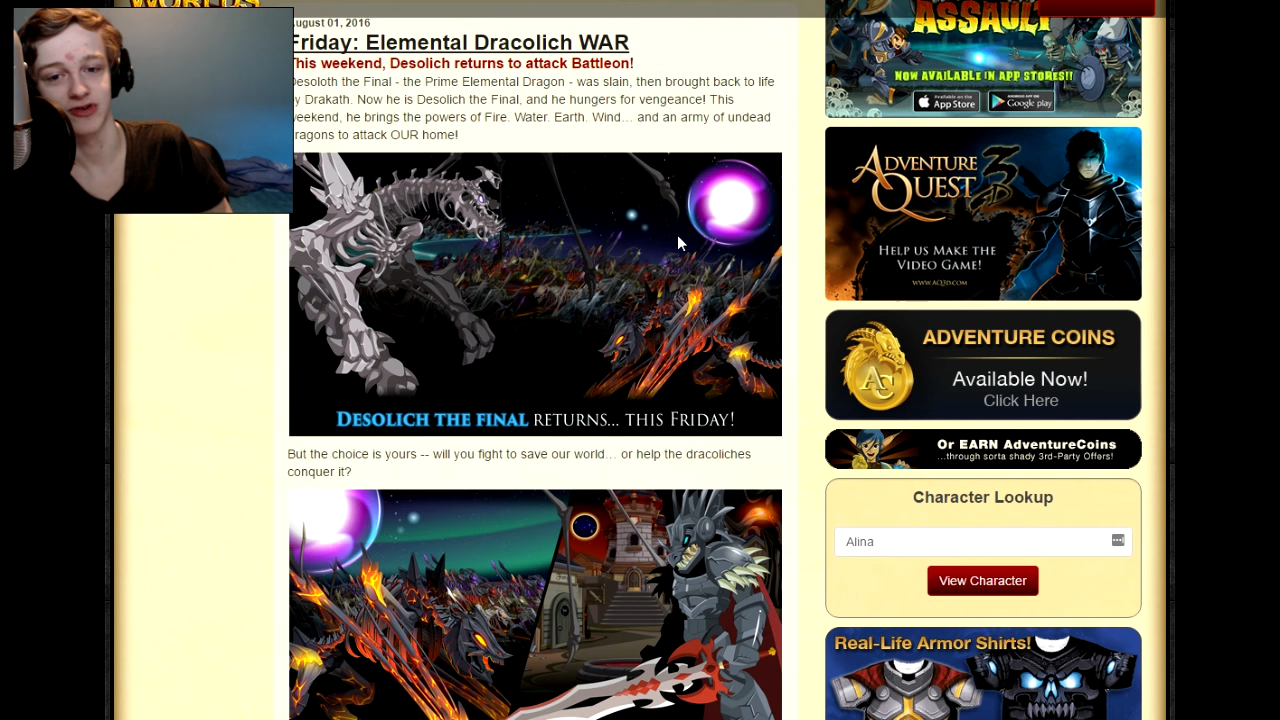 WORLDS
August 01, 2016
Friday: Elemental Dracolich WAR
This weekend, Desolich returns to attack Battleon!
Desoloth the Final - the Prime Elemental Dragon - was slain, then brought back to life
by Drakath. Now he is Desolich the Final, and he hungers for vengeance! This
weekend, he brings the powers of Fire. Water. Earth. Wind… and an army of undead
dragons to attack OUR home!
DESOLICH THE FINAL RETURNS... THIS FRIDAY!
But the choice is yours -- will you fight to save our world… or help the dracoliches
conquer it?
ASSAULT
NOW AVAILABLE IN APP STORES!!
Available on the
App Store
ANDROID APP ON
Google play
ADVENTURE
QUEST 3D
HELP US MAKE THE
VIDEO GAME!
WWW.AQ3D.COM
ADVENTURE COINS
AC
Available Now!
Click Here
Or EARN AdventureCoins
...through sorta shady 3rd-Party Offers!
Character Lookup
Alina
View Character
Real-Life Armor Shirts!